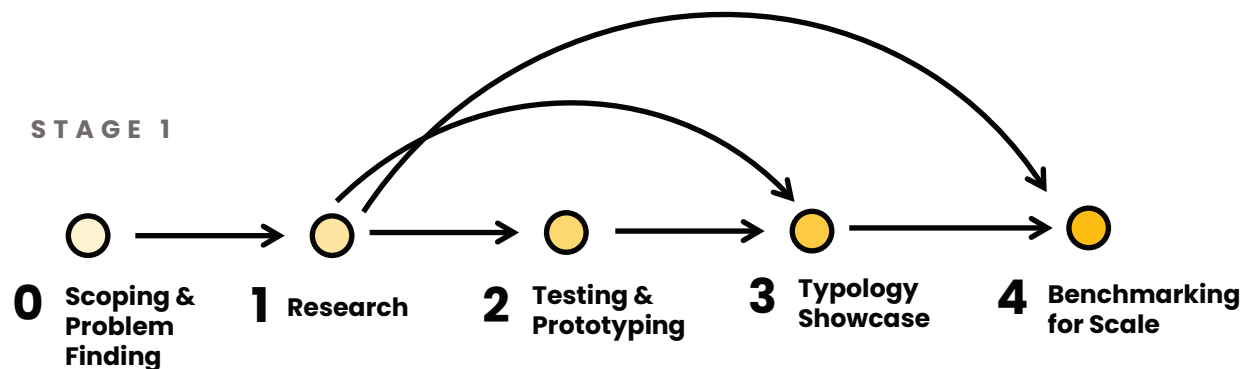 STAGE 1
0 Scoping &
Problem
Finding
1 Research
2 Testing &
Prototyping
3 Typology
Showcase
4 Benchmarking
for Scale